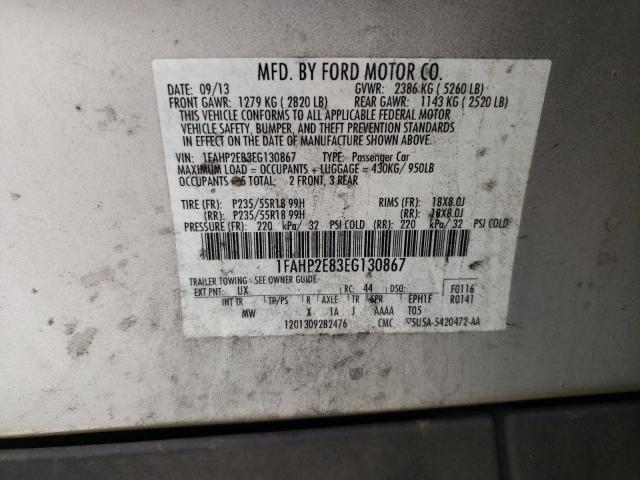 MFD. BY FORD MOTOR CO.
DATE: 09/13 GVWR: 2386 KG ( 5260 LB)
FRONT GAWR: 1279 KG ( 2820 LB) REAR GAWR: 1143 KG ( 2520 LB)
THIS VEHICLE CONFORMS TO ALL APPLICABLE FEDERAL MOTOR
VEHICLE SAFETY, BUMPER, AND THEFT PREVENTION STANDARDS
IN EFFECT ON THE DATE OF MANUFACTURE SHOWN ABOVE.
VIN: 1FAHP2E83EG130867 TYPE: Passenger Car
MAXIMUM LOAD = OCCUPANTS + LUGGAGE = 430KG/ 950LB
OCCUPANTS = 5 TOTAL; 2 FRONT, 3 REAR
TIRE (FR): P235/55R18 99H RIMS (FR): 18X8.0J
(RR): P235/55R18 99H (RR): 18X8.0J
PRESSURE (FR): 220 kPa/ 32 PSI COLD (RR): 220 kPa/ 32 PSI COLD
1FAHP2E83EG130867
TRAILER TOWING - SEE OWNER GUIDE
EXT PNT: UX RC: 44 DSO: F0116
INT TR TP/PS R AXLE TR SPR EPH1F R0141
MW X 1A J AAAA T05
1201309282476 CMC ▽5USA-5420472-AA